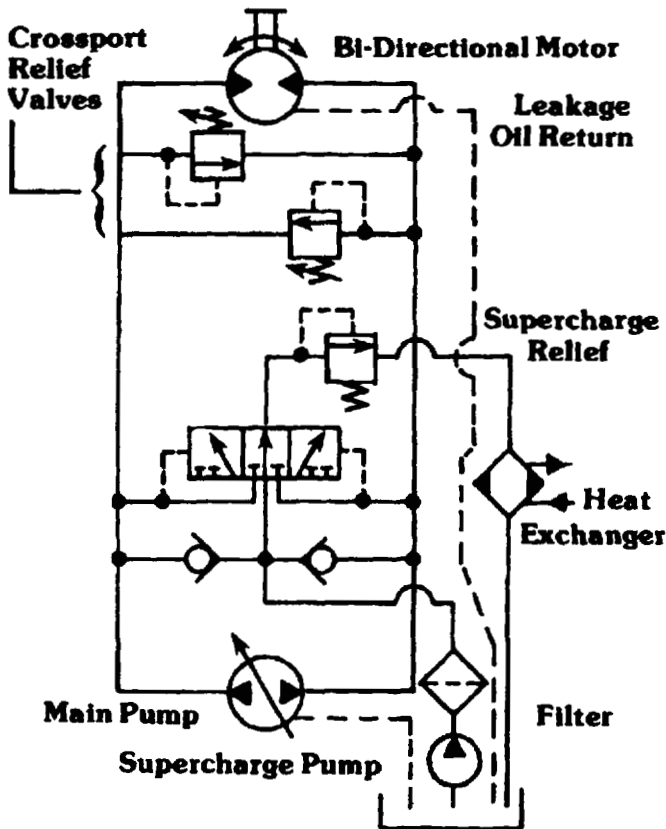 Crossport
Relief
Valves
Bi-Directional Motor
Leakage
Oil Return
Supercharge
Relief
Heat
Exchanger
Main Pump
Filter
Supercharge Pump